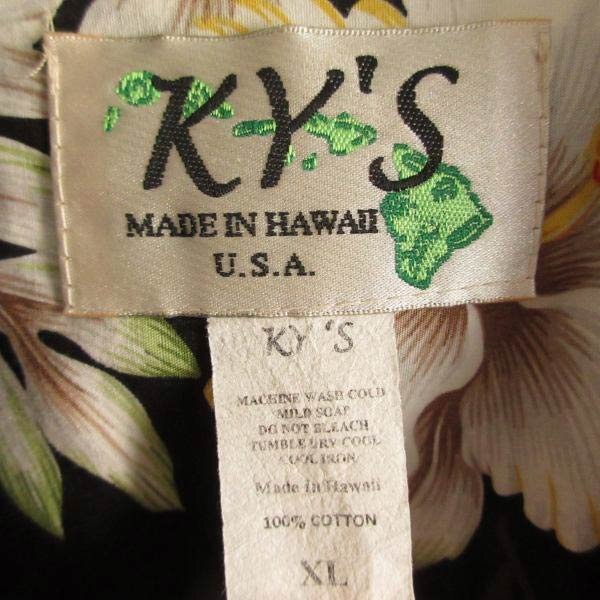 KY'S
MADE IN HAWAII
U.S.A.
KY'S
MACHINE WASH COLD
MILD SOAP
DO NOT BLEACH
TUMBLE DRY COOL
COOL IRON
Made in Hawaii
100% COTTON
XL